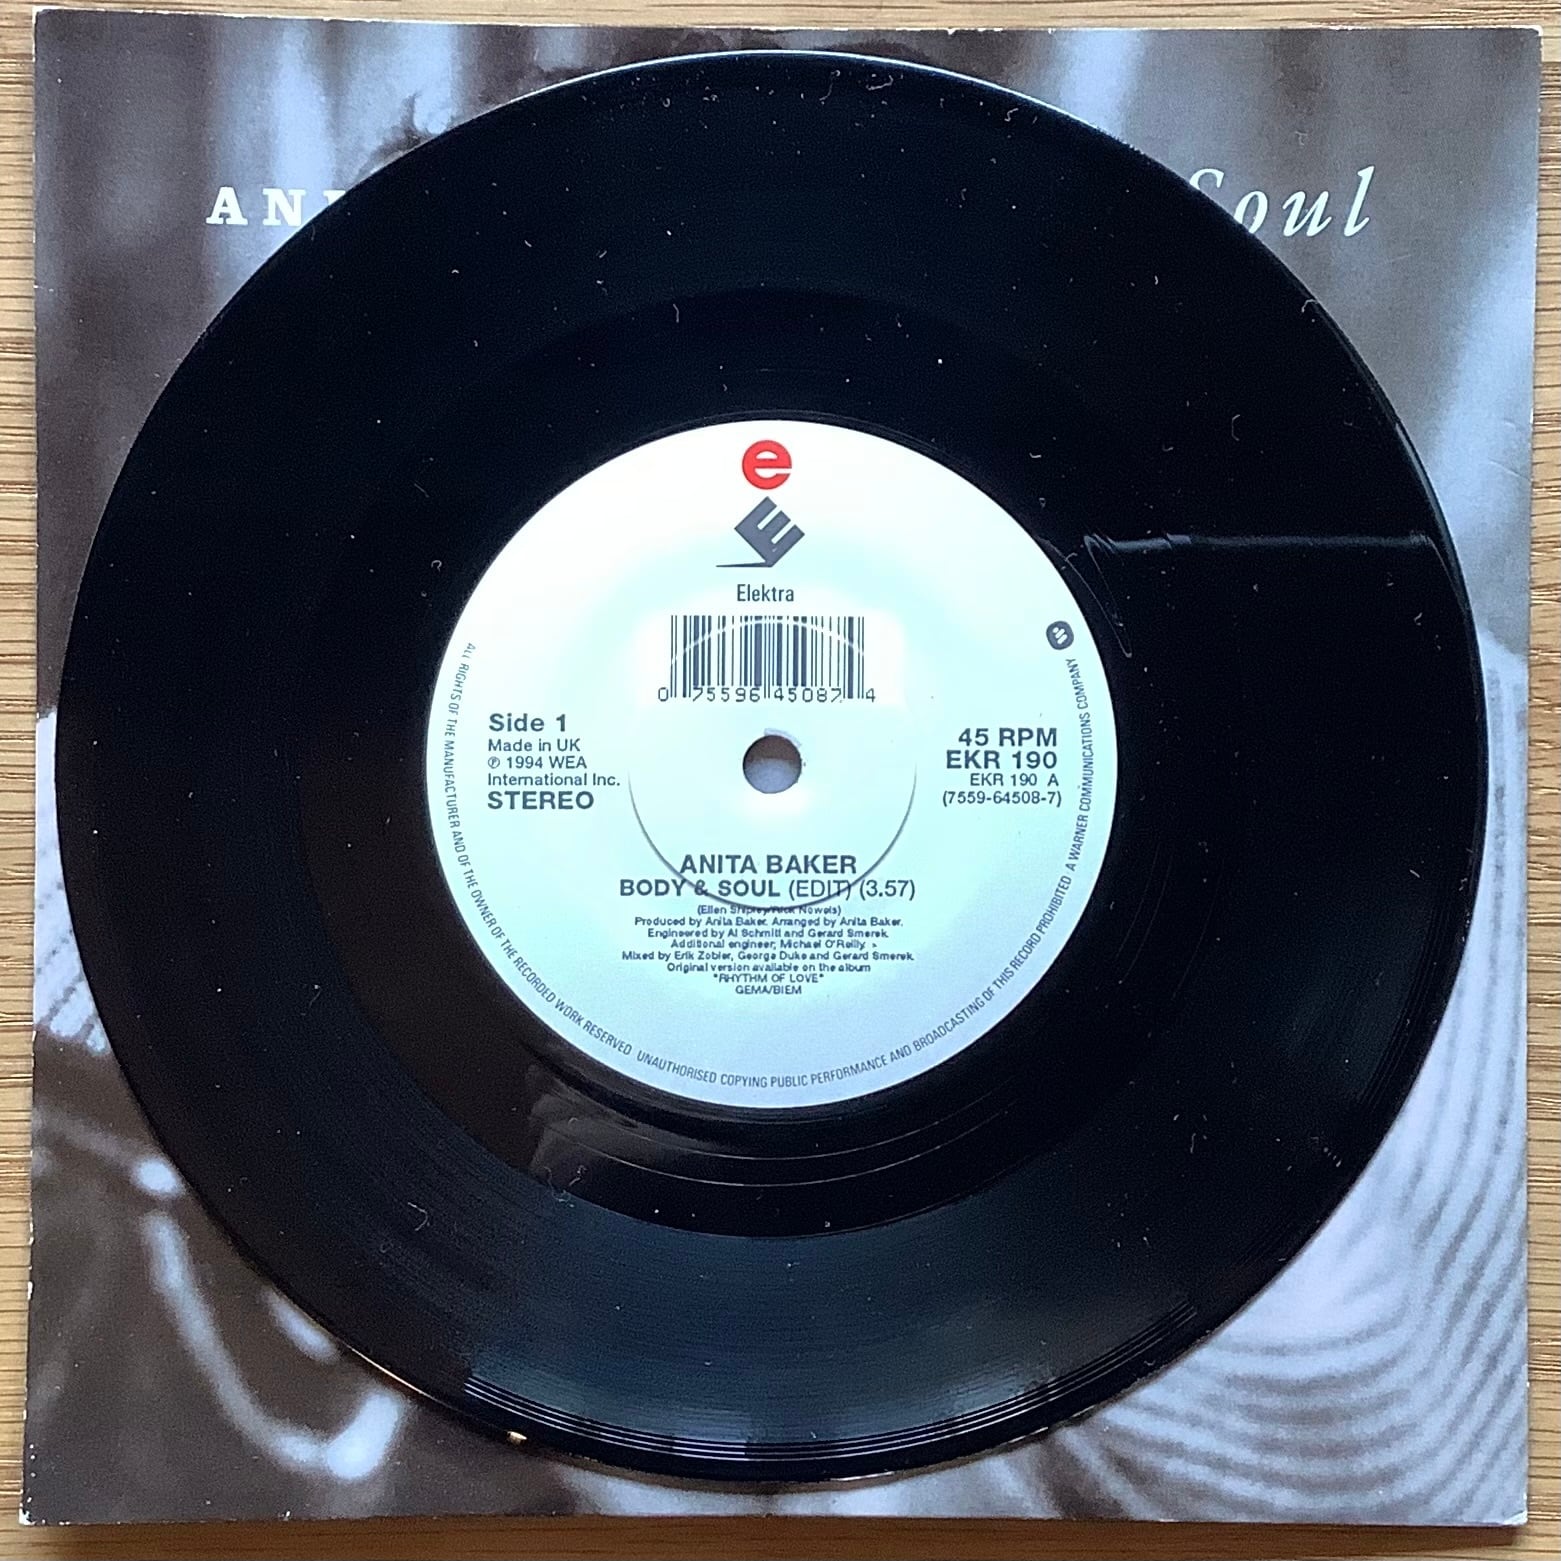 ANI
Soul
e
E
Elektra
0 75596 45087 4
Side 1
Made in UK
℗ 1994 WEA
International Inc.
STEREO
45 RPM
EKR 190
EKR 190 A
(7559-64508-7)
ANITA BAKER
BODY & SOUL (EDIT) (3.57)
(Ellen Shipley/Rick Nowels)
Produced by Anita Baker. Arranged by Anita Baker.
Engineered by Al Schmitt and Gerard Smerek.
Additional engineer, Michael O'Reilly.
Mixed by Erik Zobler, George Duke and Gerard Smerek.
Original version available on the album
"RHYTHM OF LOVE"
GEMA/BIEM
ALL RIGHTS OF THE MANUFACTURER AND OF THE OWNER OF THE RECORDED WORK RESERVED UNAUTHORISED COPYING PUBLIC PERFORMANCE AND BROADCASTING OF THIS RECORD PROHIBITED A WARNER COMMUNICATIONS COMPANY